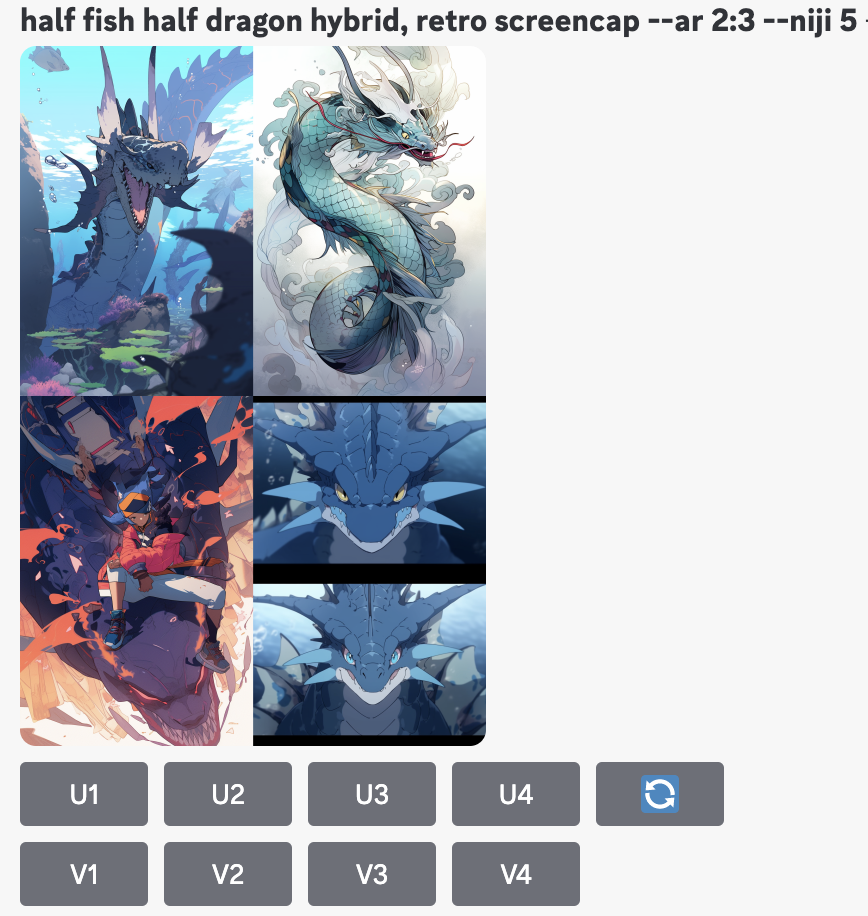 half fish half dragon hybrid, retro screencap --ar 2:3 --niji 5
U1 U2 U3 U4
V1 V2 V3 V4